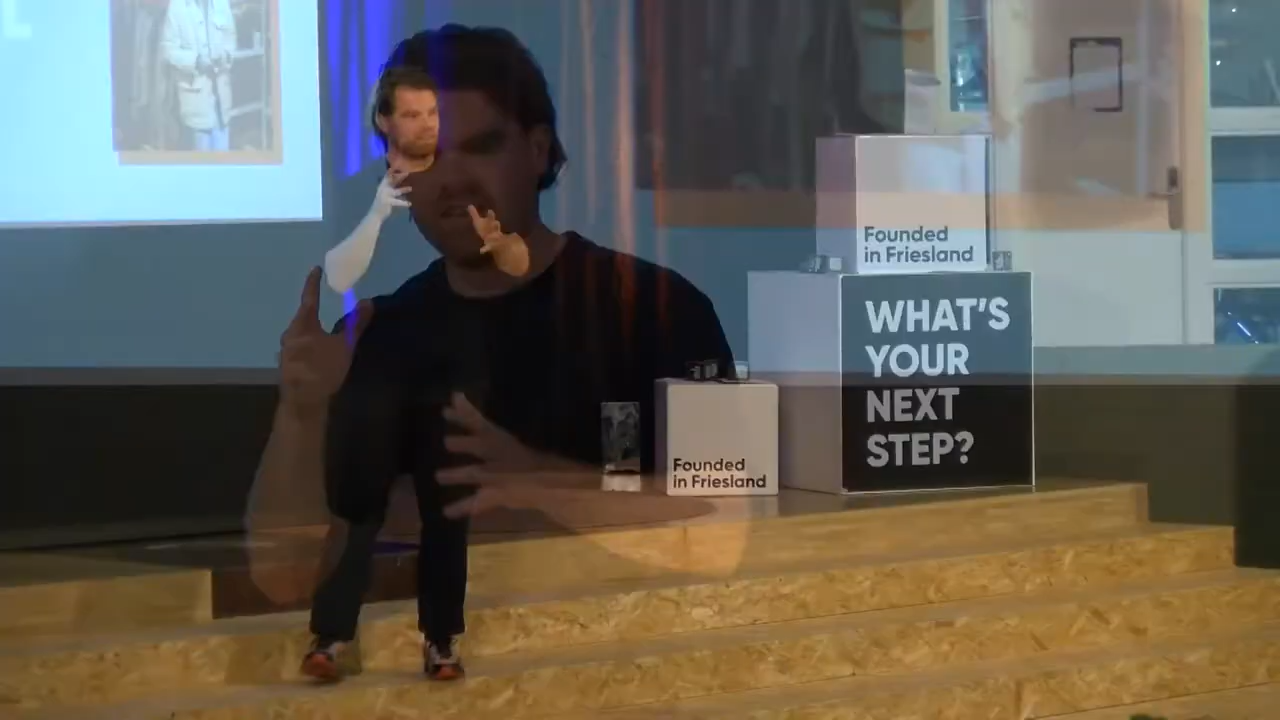 Founded
in Friesland
WHAT'S
YOUR
NEXT
STEP?
Founded
in Friesland